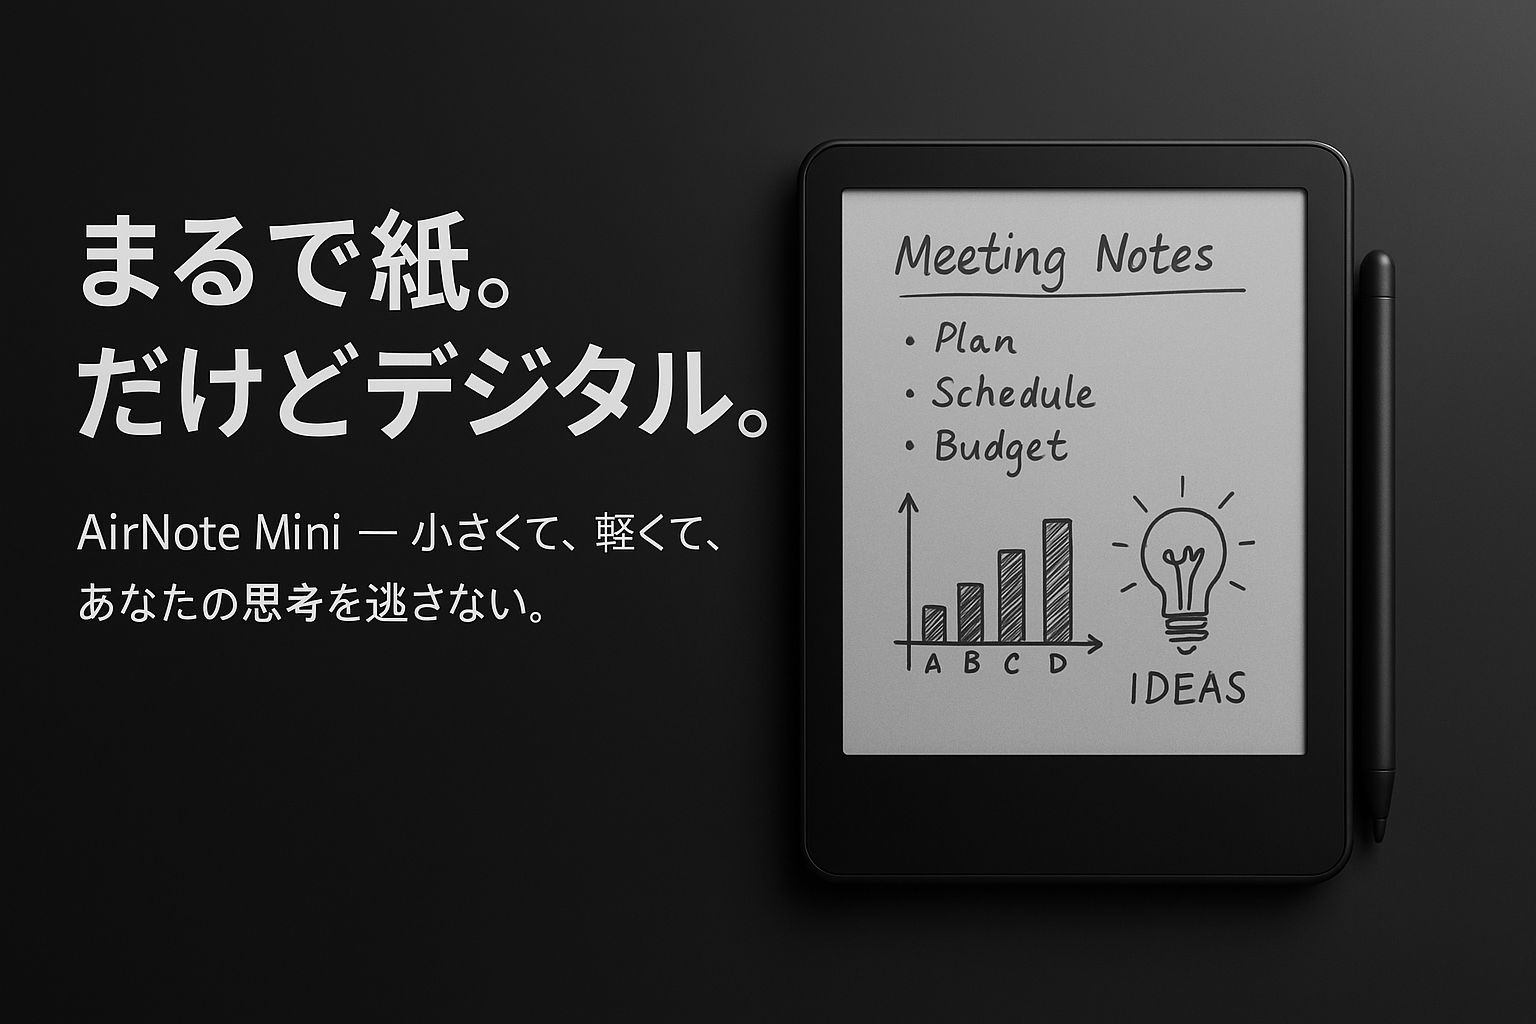 まるで紙。
だけどデジタル。
AirNote Mini — 小さくて、軽くて、
あなたの思考を逃さない。
Meeting Notes
• Plan
• Schedule
• Budget
A B C D
IDEAS